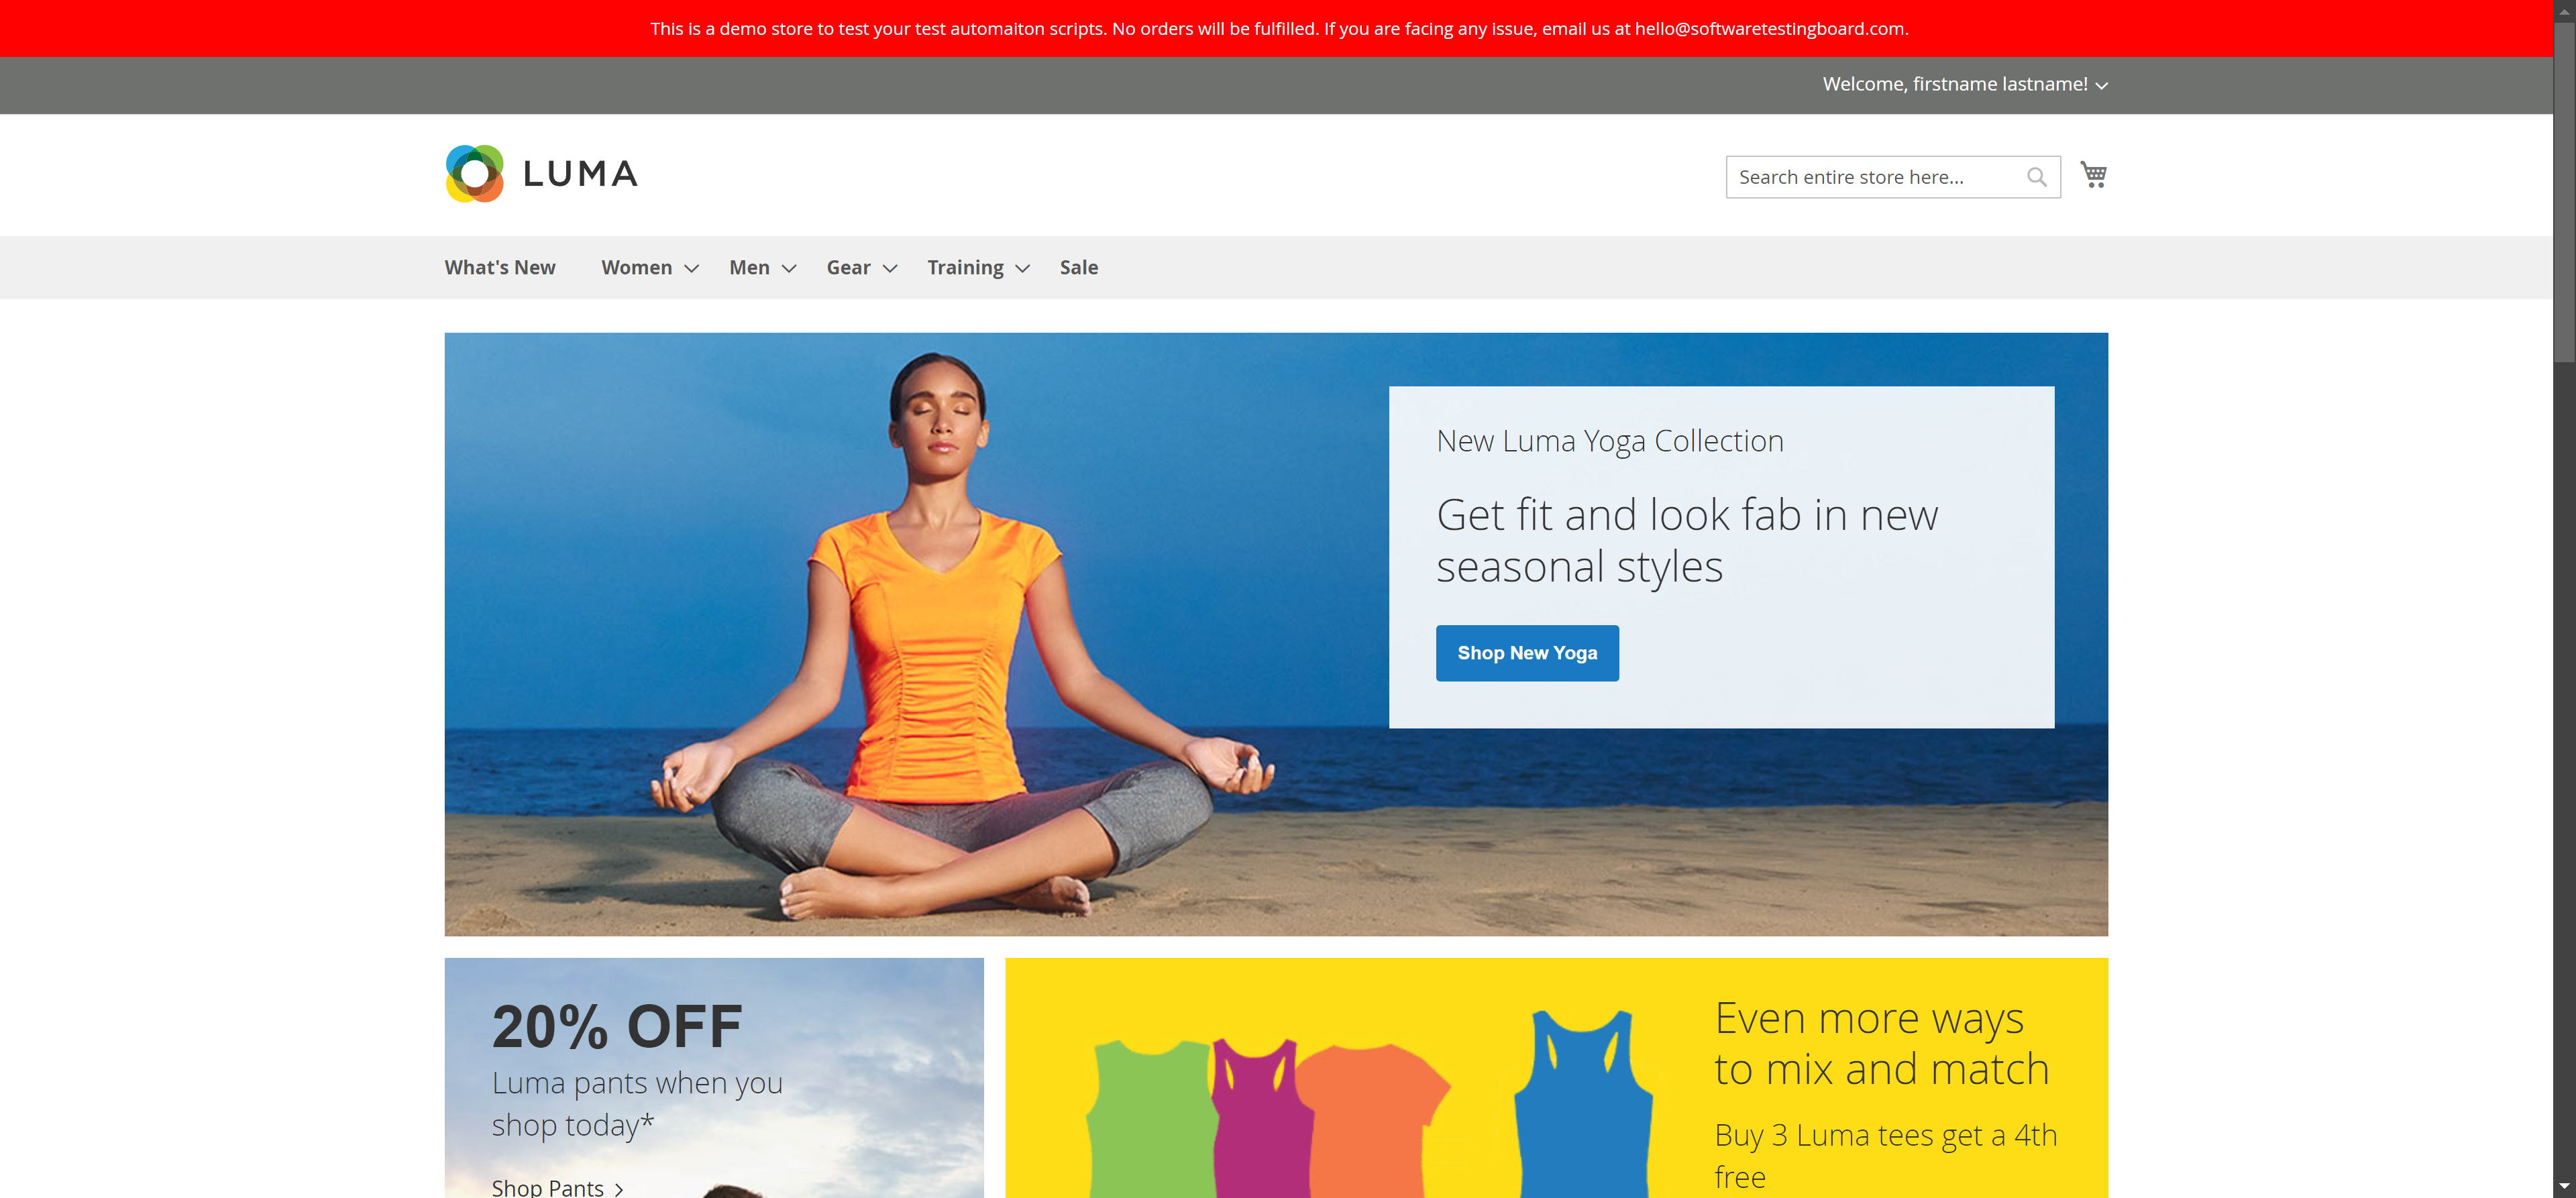 This is a demo store to test your test automaiton scripts. No orders will be fulfilled. If you are facing any issue, email us at hello@softwaretestingboard.com.
Welcome, firstname lastname!
LUMA
Search entire store here...
What's New Women Men Gear Training Sale
New Luma Yoga Collection
Get fit and look fab in new
seasonal styles
Shop New Yoga
20% OFF
Luma pants when you
shop today*
Shop Pants
Even more ways
to mix and match
Buy 3 Luma tees get a 4th
free